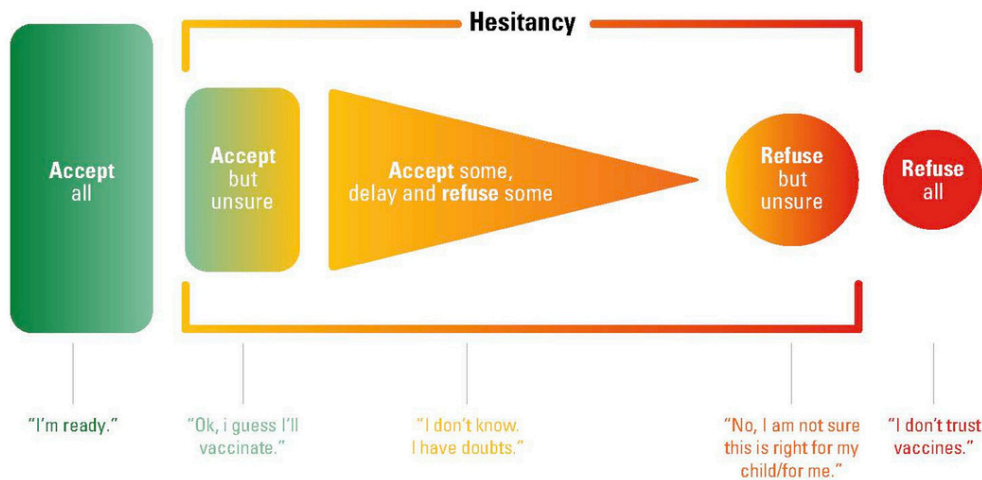 Hesitancy
Accept
all
Accept
but
unsure
Accept some,
delay and refuse some
Refuse
but
unsure
Refuse
all
"I'm ready."
"Ok, i guess I'll
vaccinate."
"I don't know.
I have doubts."
"No, I am not sure
this is right for my
child/for me."
"I don't trust
vaccines."